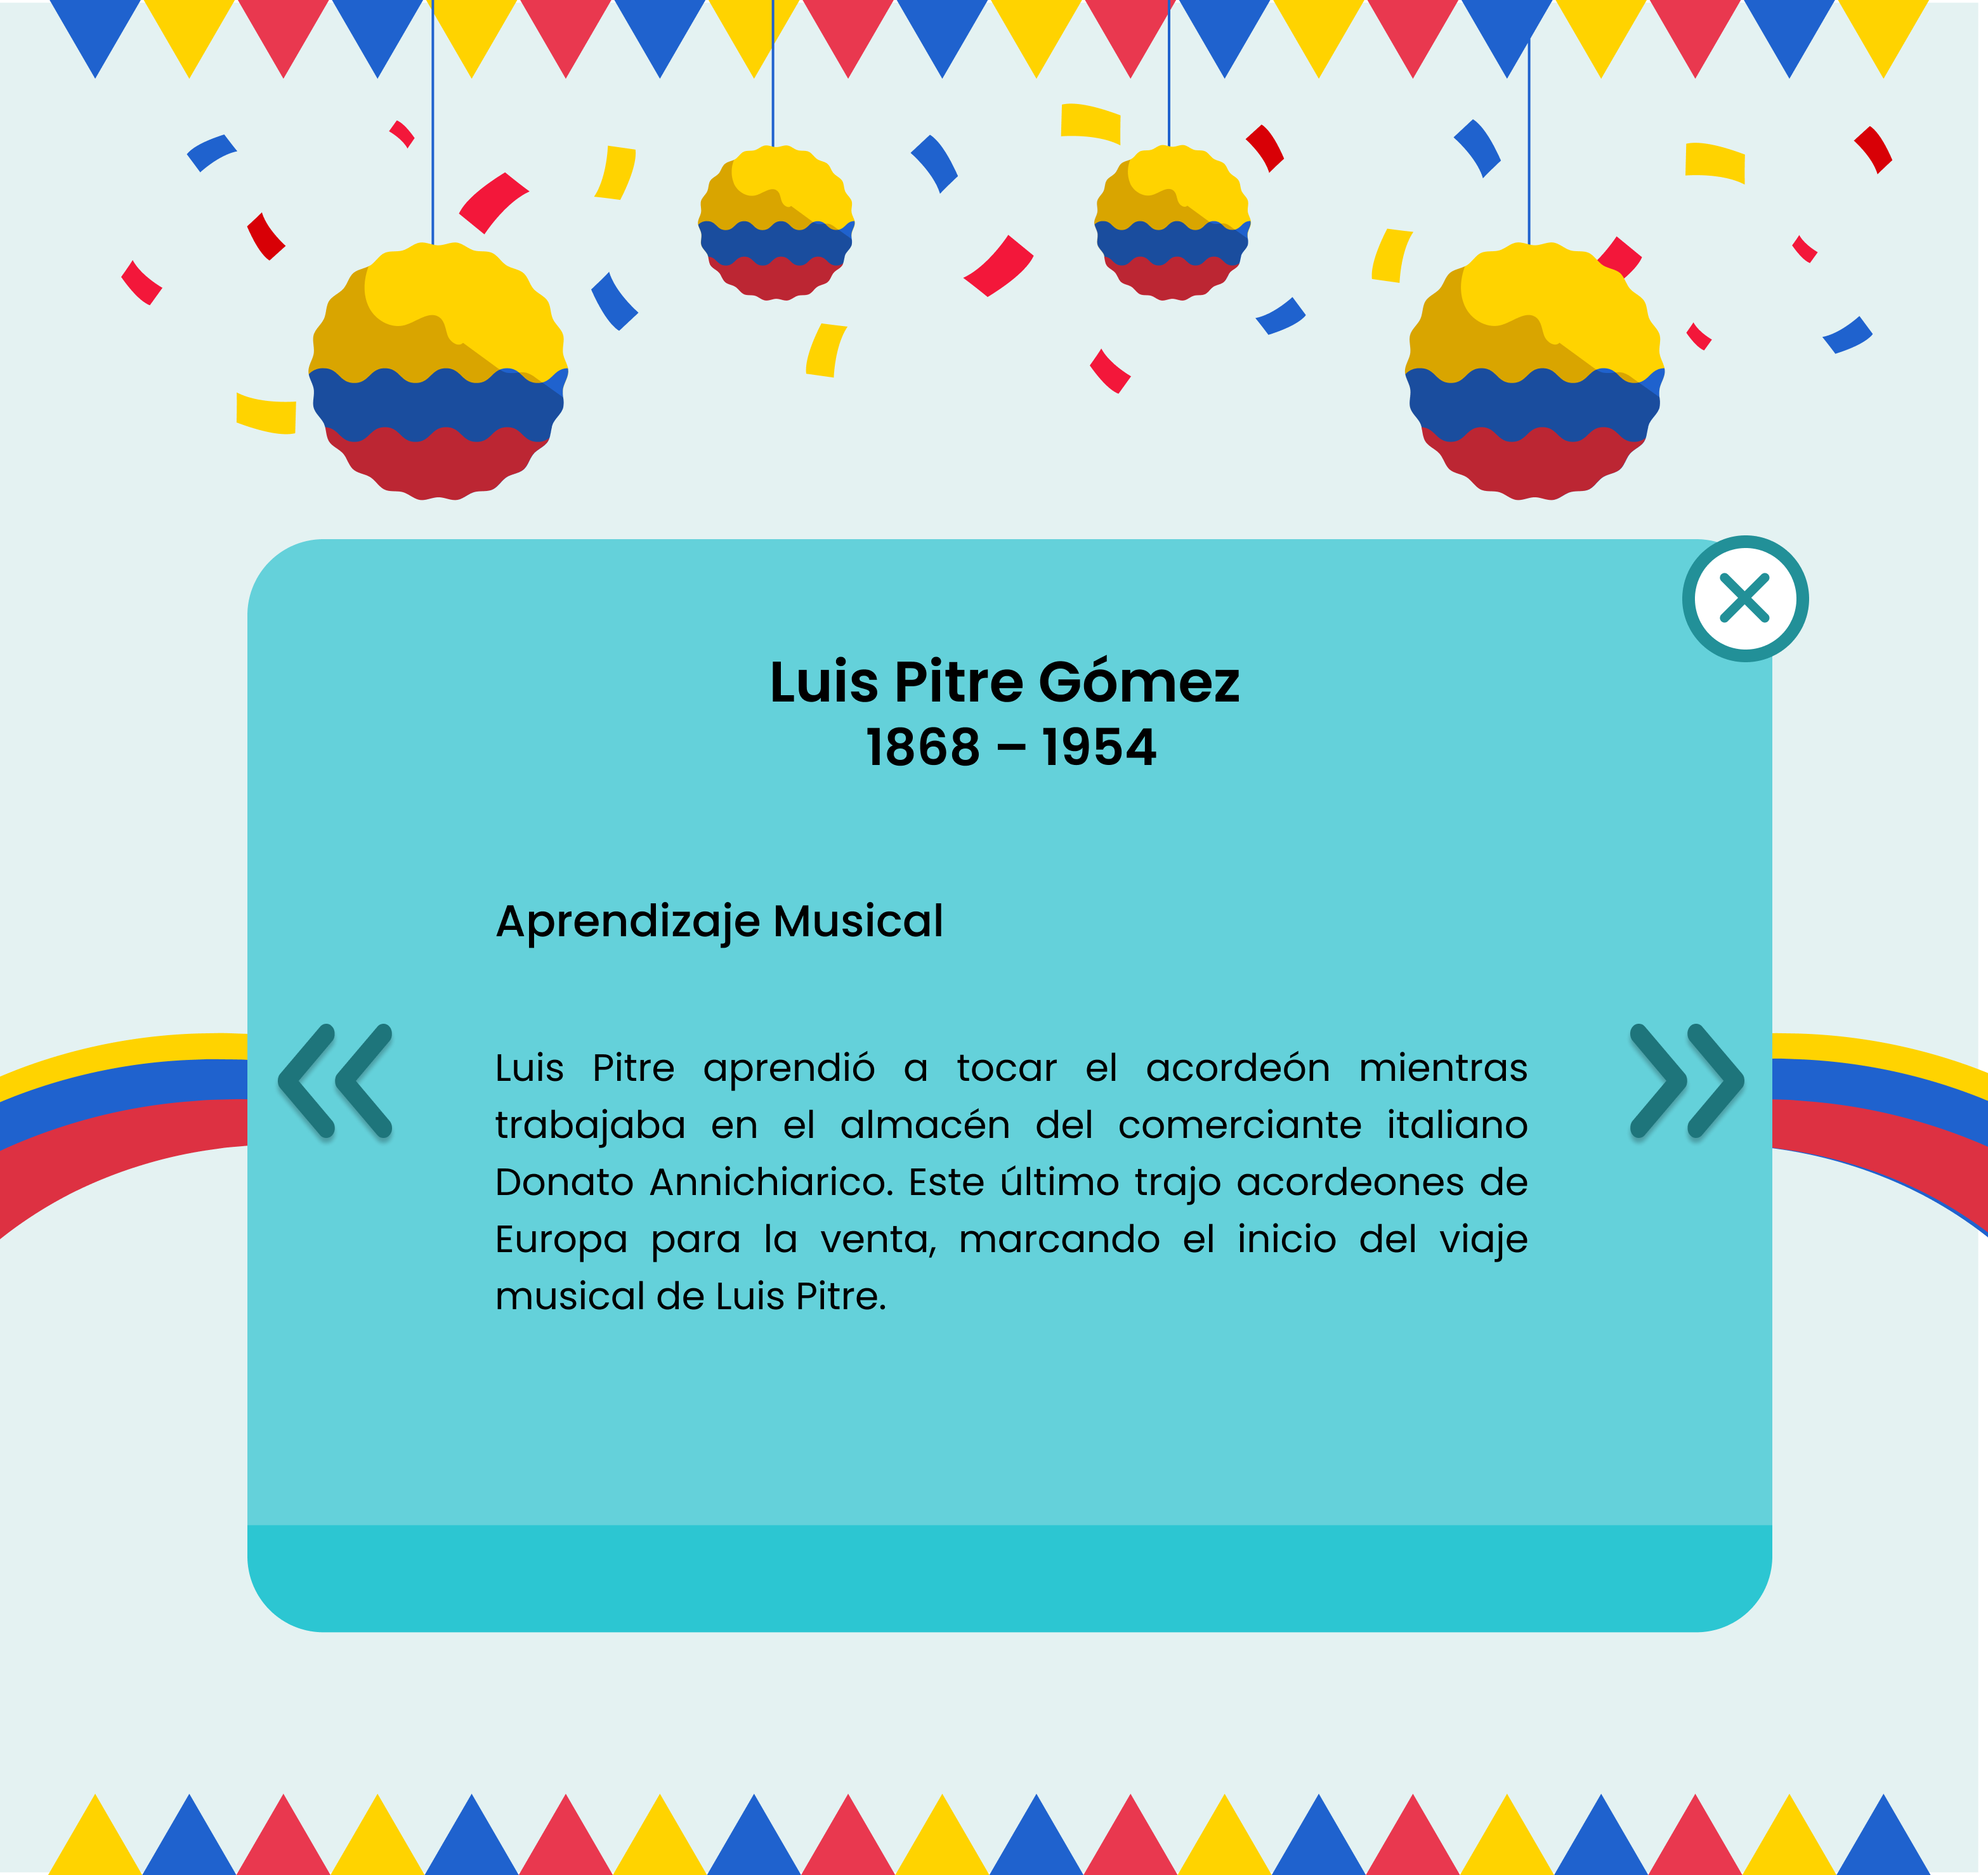 Luis Pitre Gómez
1868 – 1954
Aprendizaje Musical
Luis Pitre aprendió a tocar el acordeón mientras
trabajaba en el almacén del comerciante italiano
Donato Annichiarico. Este último trajo acordeones de
Europa para la venta, marcando el inicio del viaje
musical de Luis Pitre.